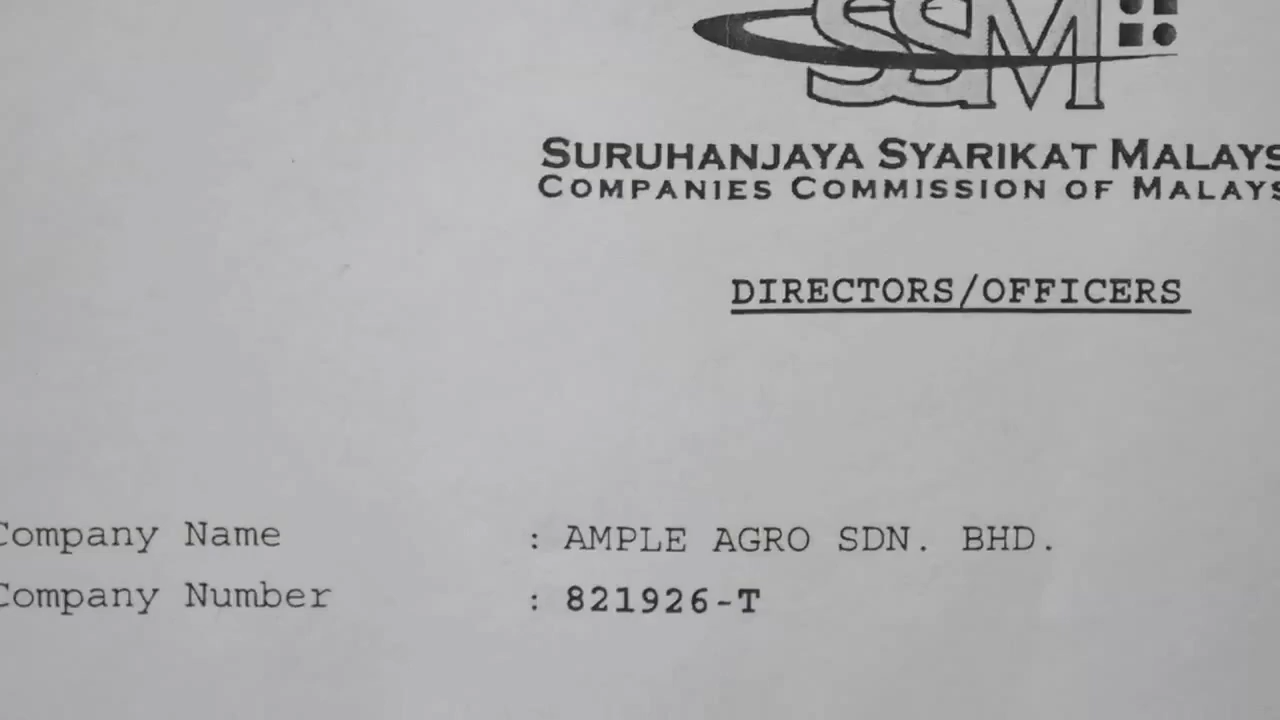 SSM
SURUHANJAYA SYARIKAT MALAYS
COMPANIES COMMISSION OF MALAYS
DIRECTORS/OFFICERS
Company Name : AMPLE AGRO SDN. BHD.
Company Number : 821926-T